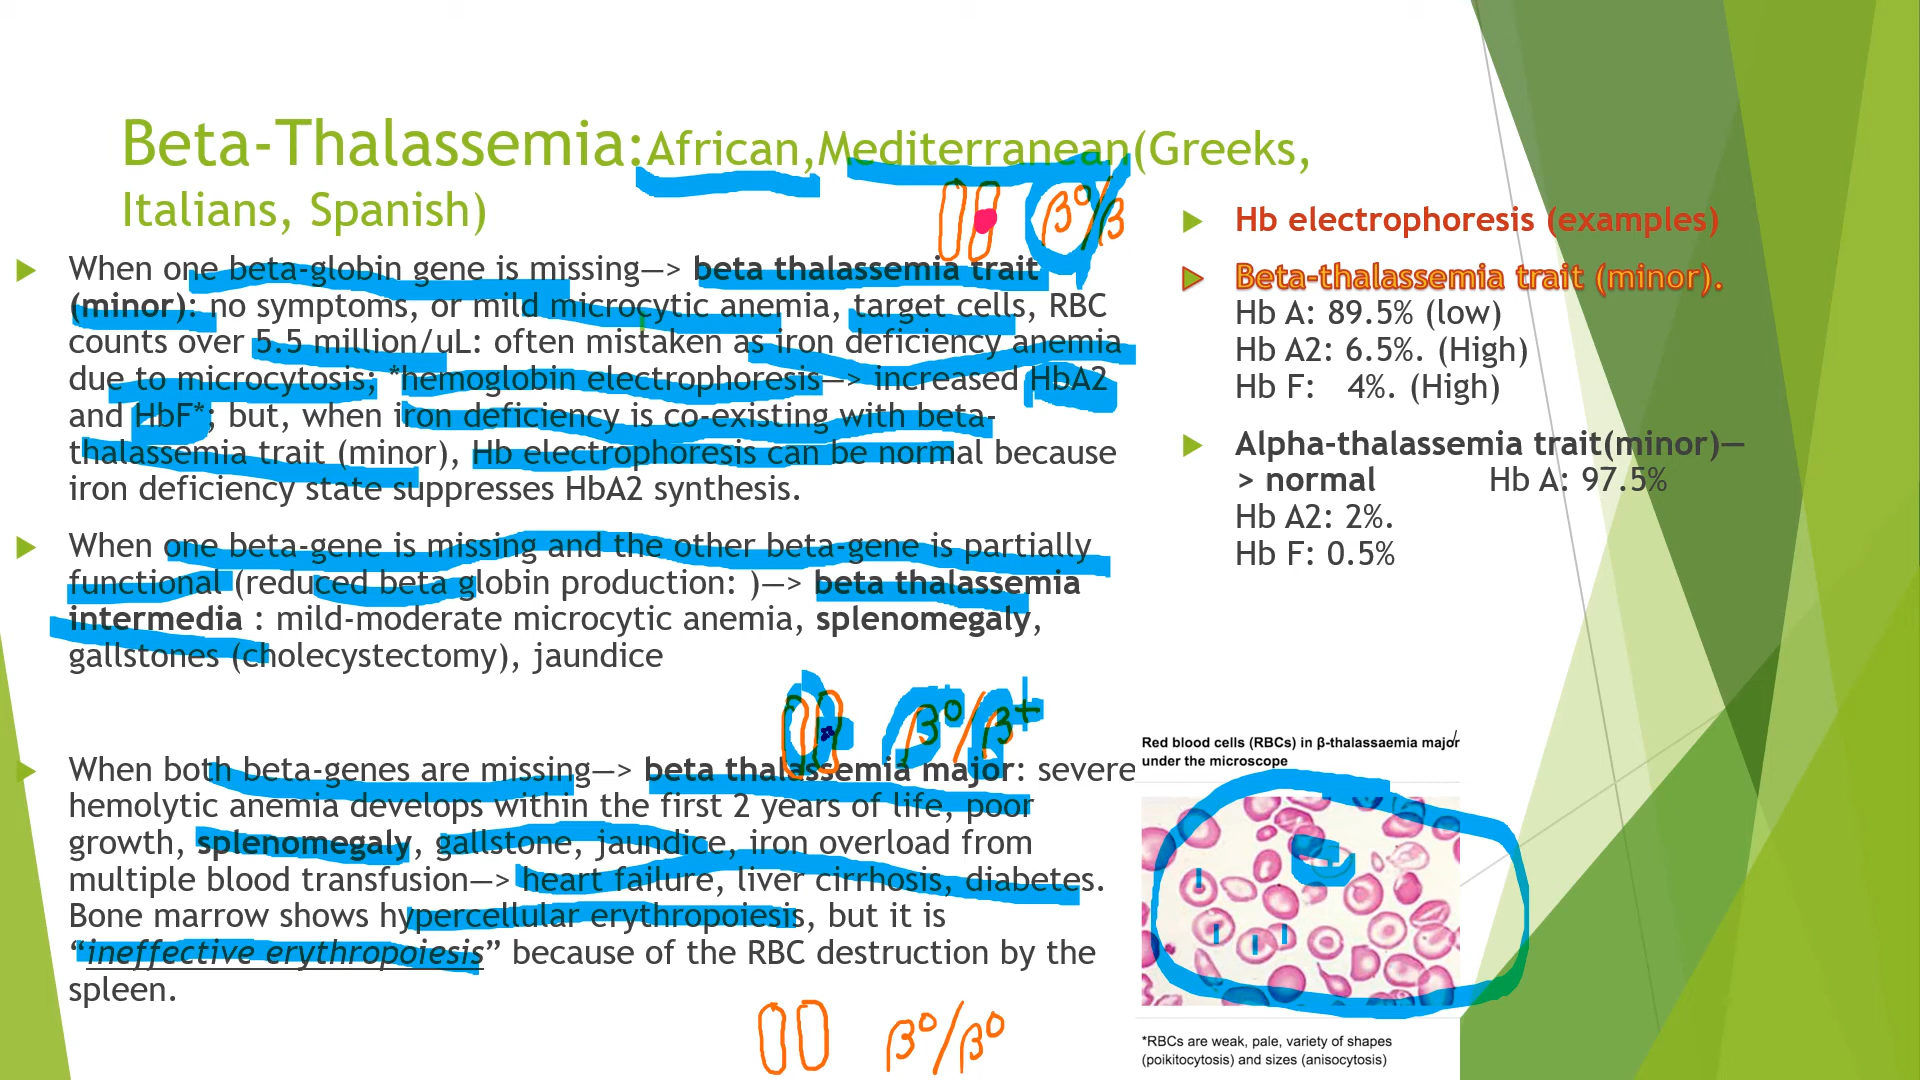 Beta-Thalassemia:African,Mediterranean(Greeks,
Italians, Spanish)
β⁰/β
When one beta-globin gene is missing—> beta thalassemia trait
(minor): no symptoms, or mild microcytic anemia, target cells, RBC
counts over 5.5 million/uL: often mistaken as iron deficiency anemia
due to microcytosis; *hemoglobin electrophoresis—> increased HbA2
and HbF*; but, when iron deficiency is co-existing with beta-
thalassemia trait (minor), Hb electrophoresis can be normal because
iron deficiency state suppresses HbA2 synthesis.
When one beta-gene is missing and the other beta-gene is partially
functional (reduced beta globin production: )—> beta thalassemia
intermedia : mild-moderate microcytic anemia, splenomegaly,
gallstones (cholecystectomy), jaundice
β⁰/β⁺
When both beta-genes are missing—> beta thalassemia major: severe
hemolytic anemia develops within the first 2 years of life, poor
growth, splenomegaly, gallstone, jaundice, iron overload from
multiple blood transfusion—> heart failure, liver cirrhosis, diabetes.
Bone marrow shows hypercellular erythropoiesis, but it is
“ineffective erythropoiesis” because of the RBC destruction by the
spleen.
β⁰/β⁰
Hb electrophoresis (examples)
Beta-thalassemia trait (minor).
Hb A: 89.5% (low)
Hb A2: 6.5%. (High)
Hb F: 4%. (High)
Alpha-thalassemia trait(minor)—
> normal Hb A: 97.5%
Hb A2: 2%.
Hb F: 0.5%
Red blood cells (RBCs) in β-thalassaemia major
under the microscope
*RBCs are weak, pale, variety of shapes
(poikitocytosis) and sizes (anisocytosis)